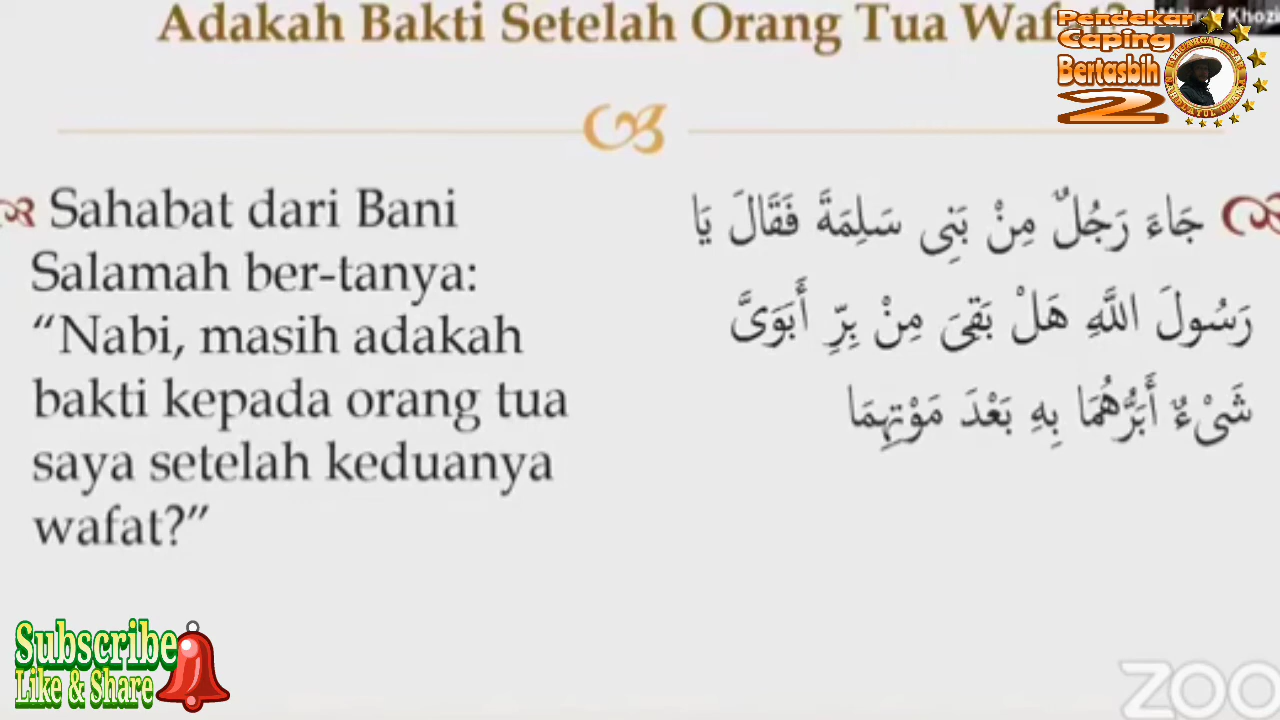 Adakah Bakti Setelah Orang Tua
Pendekar
Caping
Bertasbih
2
Sahabat dari Bani
Salamah ber-tanya:
“Nabi, masih adakah
bakti kepada orang tua
saya setelah keduanya
wafat?”
جَاءَ رَجُلٌ مِنْ بَنِى سَلِمَةَ فَقَالَ يَا
رَسُولَ اللَّهِ هَلْ بَقِىَ مِنْ بِرِّ أَبَوَىَّ
شَىْءٌ أَبَرُّهُمَا بِهِ بَعْدَ مَوْتِهِمَا
Subscribe
Like & Share
ZOO